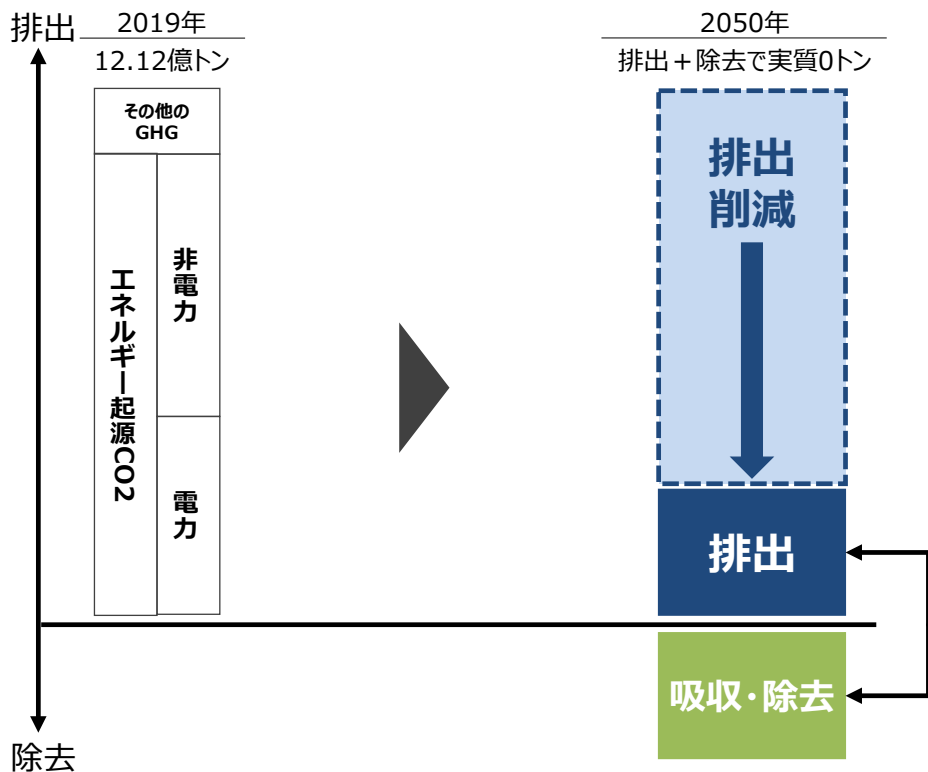 排出
2019年
12.12億トン
2050年
排出+除去で実質0トン
その他の
GHG
エネルギー起源CO2
非電力
電力
排出
削減
排出
吸収・除去
除去